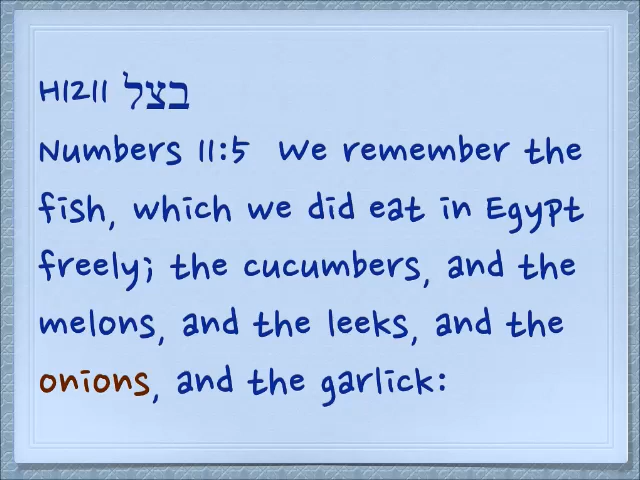 H1211 בצל
Numbers 11:5 We remember the
fish, which we did eat in Egypt
freely; the cucumbers, and the
melons, and the leeks, and the
onions, and the garlick: